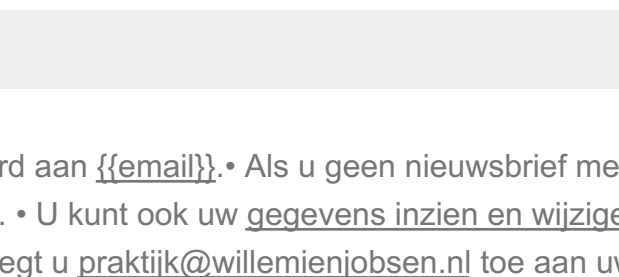 rd aan {{email}}.• Als u geen nieuwsbrief me
. • U kunt ook uw gegevens inzien en wijzige
egt u praktijk@willemienjobsen.nl toe aan uw